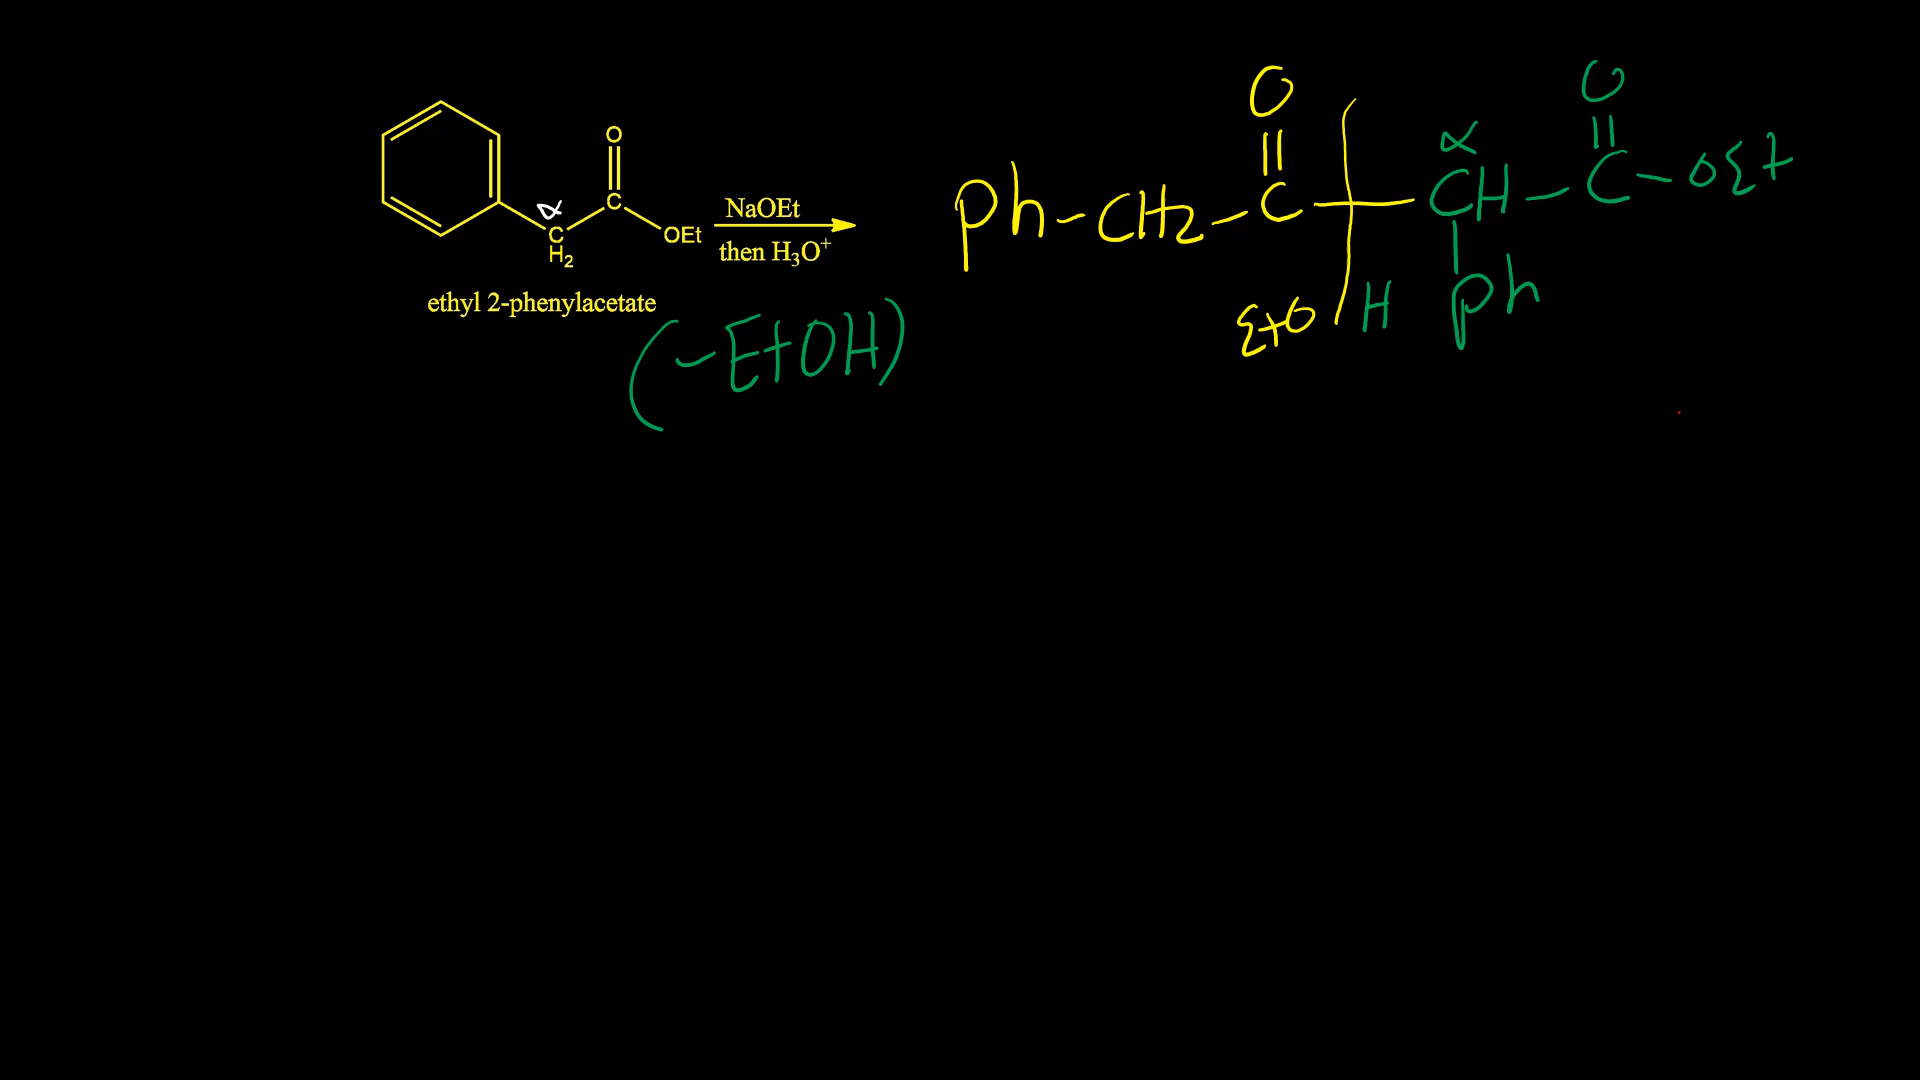 O
C
α
C
H2
OEt
ethyl 2-phenylacetate
NaOEt
then H3O+
(-EtOH)
O O
α
Ph-CH2-C-CH-C-OEt
EtO H Ph